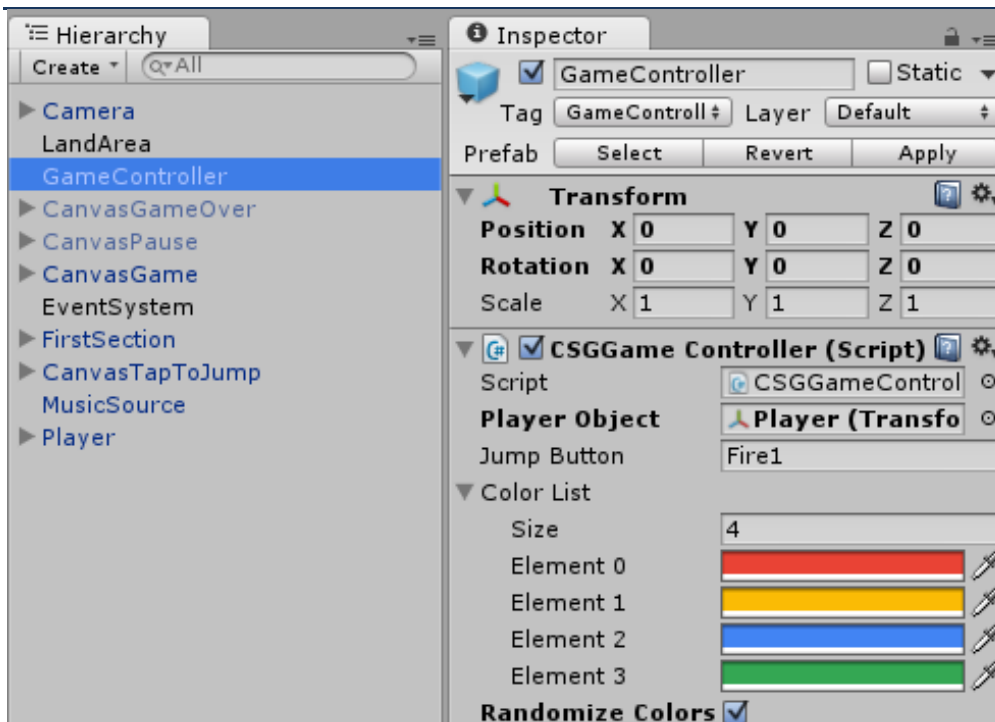 Hierarchy
Create
All
Camera
LandArea
GameController
CanvasGameOver
CanvasPause
CanvasGame
EventSystem
FirstSection
CanvasTapToJump
MusicSource
Player
Inspector
GameController
Static
Tag GameControll Layer Default
Prefab Select Revert Apply
Transform
Position X 0 Y 0 Z 0
Rotation X 0 Y 0 Z 0
Scale X 1 Y 1 Z 1
C# CSGGame Controller (Script)
Script CSGGameControl
Player Object Player (Transfo
Jump Button Fire1
Color List
Size 4
Element 0
Element 1
Element 2
Element 3
Randomize Colors